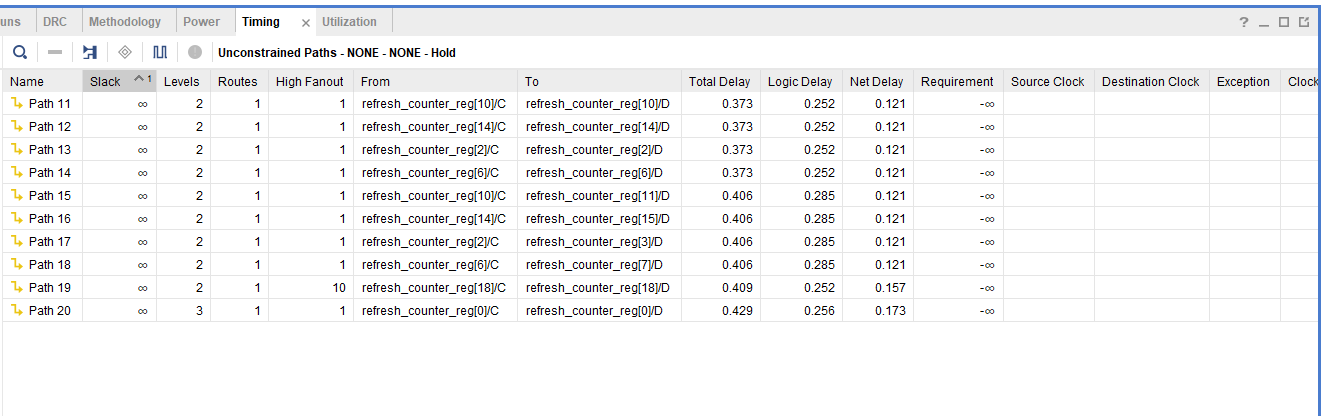 uns DRC Methodology Power Timing × Utilization ?
Unconstrained Paths - NONE - NONE - Hold
Name Slack ^1 Levels Routes High Fanout From To Total Delay Logic Delay Net Delay Requirement Source Clock Destination Clock Exception Clock
Path 11 ∞ 2 1 1 refresh_counter_reg[10]/C refresh_counter_reg[10]/D 0.373 0.252 0.121 -∞
Path 12 ∞ 2 1 1 refresh_counter_reg[14]/C refresh_counter_reg[14]/D 0.373 0.252 0.121 -∞
Path 13 ∞ 2 1 1 refresh_counter_reg[2]/C refresh_counter_reg[2]/D 0.373 0.252 0.121 -∞
Path 14 ∞ 2 1 1 refresh_counter_reg[6]/C refresh_counter_reg[6]/D 0.373 0.252 0.121 -∞
Path 15 ∞ 2 1 1 refresh_counter_reg[10]/C refresh_counter_reg[11]/D 0.406 0.285 0.121 -∞
Path 16 ∞ 2 1 1 refresh_counter_reg[14]/C refresh_counter_reg[15]/D 0.406 0.285 0.121 -∞
Path 17 ∞ 2 1 1 refresh_counter_reg[2]/C refresh_counter_reg[3]/D 0.406 0.285 0.121 -∞
Path 18 ∞ 2 1 1 refresh_counter_reg[6]/C refresh_counter_reg[7]/D 0.406 0.285 0.121 -∞
Path 19 ∞ 2 1 10 refresh_counter_reg[18]/C refresh_counter_reg[18]/D 0.409 0.252 0.157 -∞
Path 20 ∞ 3 1 1 refresh_counter_reg[0]/C refresh_counter_reg[0]/D 0.429 0.256 0.173 -∞